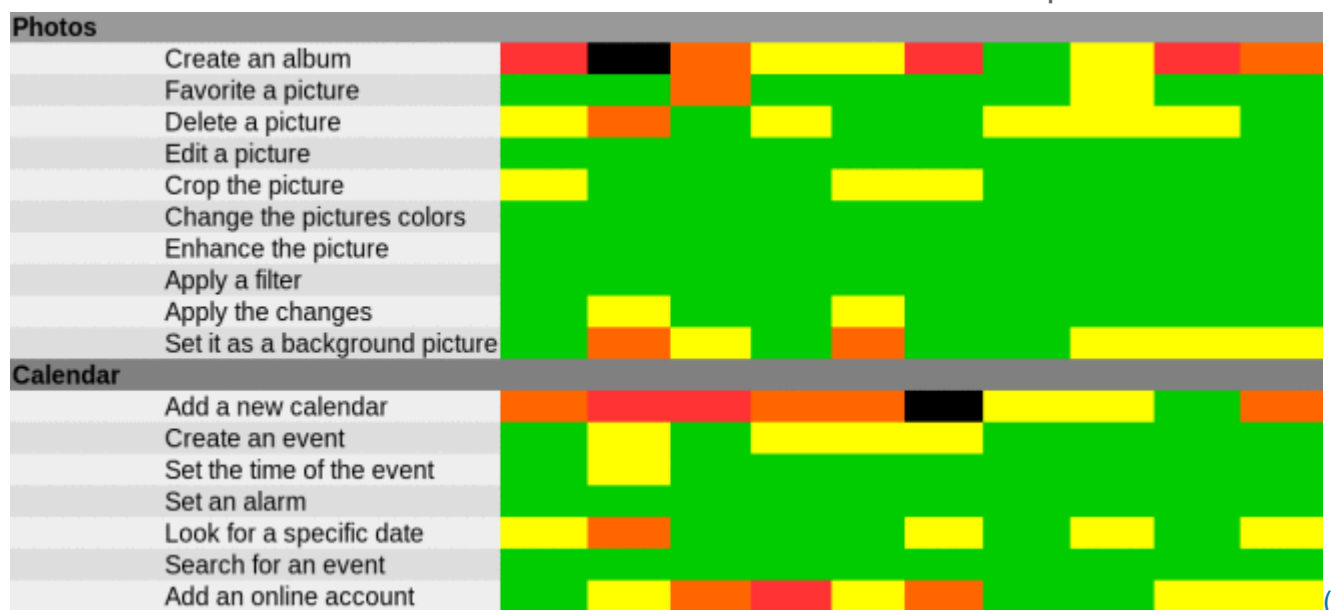 Photos
Create an album
Favorite a picture
Delete a picture
Edit a picture
Crop the picture
Change the pictures colors
Enhance the picture
Apply a filter
Apply the changes
Set it as a background picture
Calendar
Add a new calendar
Create an event
Set the time of the event
Set an alarm
Look for a specific date
Search for an event
Add an online account